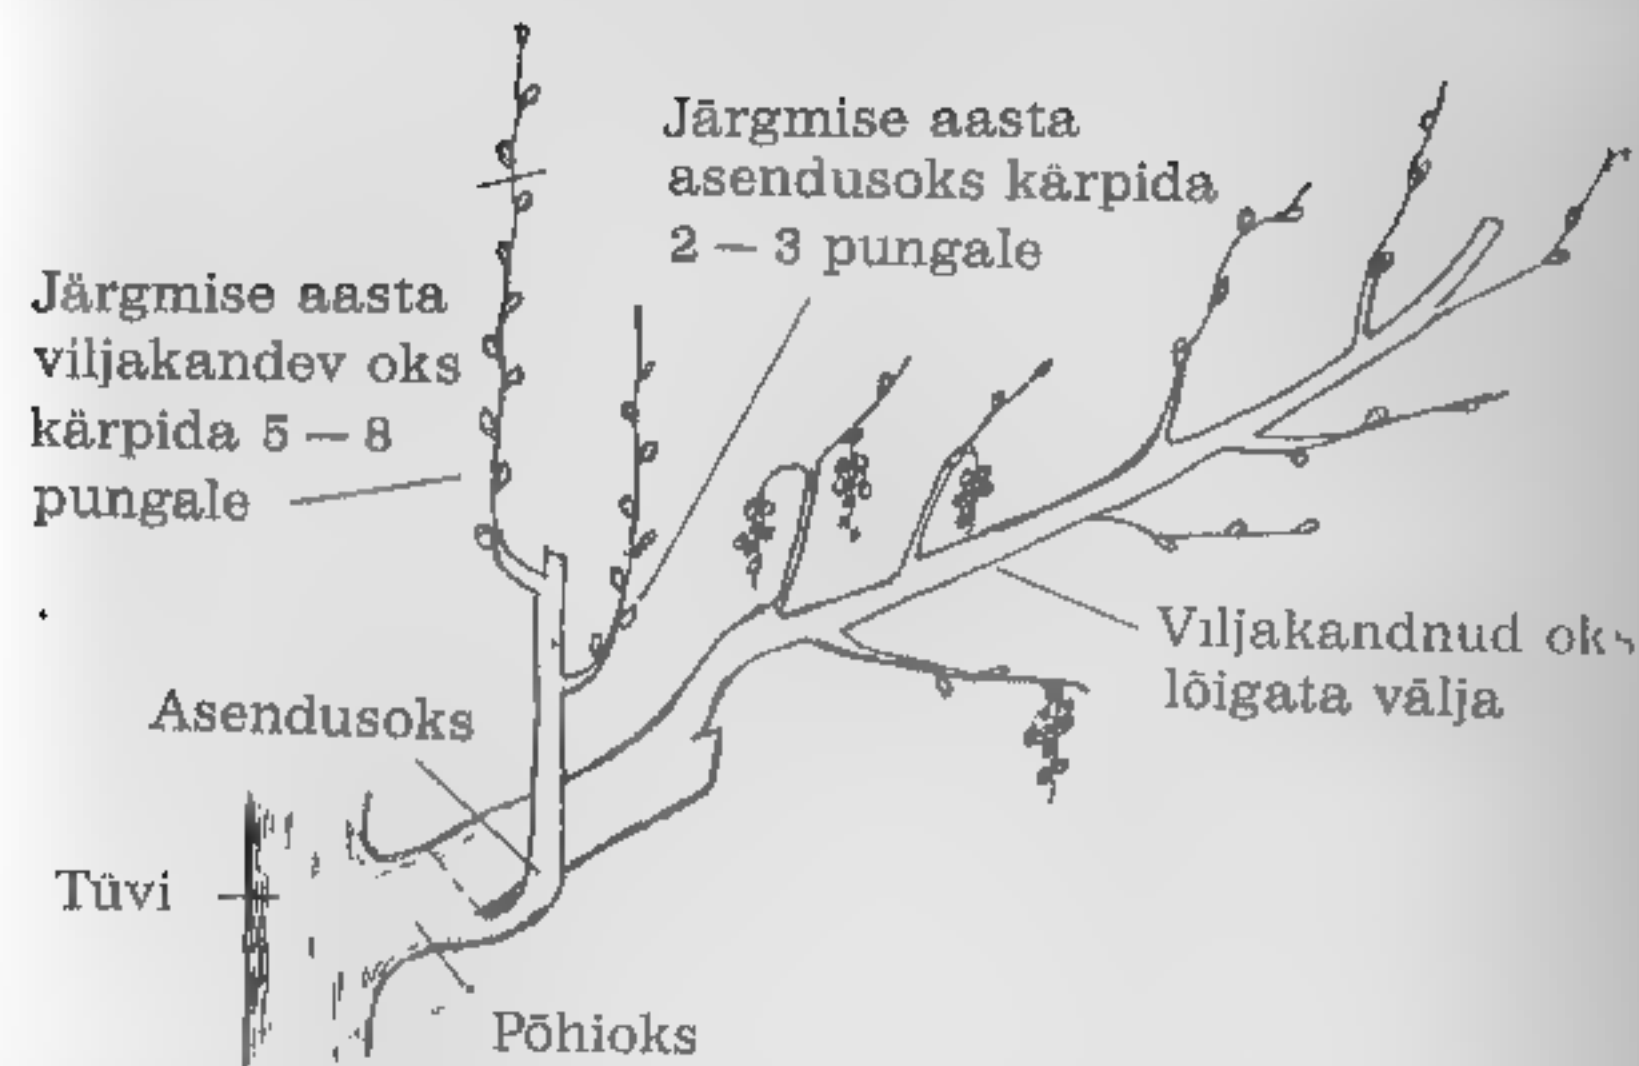 Järgmise aasta
asendusoks kärpida
2 — 3 pungale
Järgmise aasta
viljakandev oks
kärpida 5 — 8
pungale
Viljakandnud oks
lõigata välja
Asendusoks
Tüvi
Põhioks